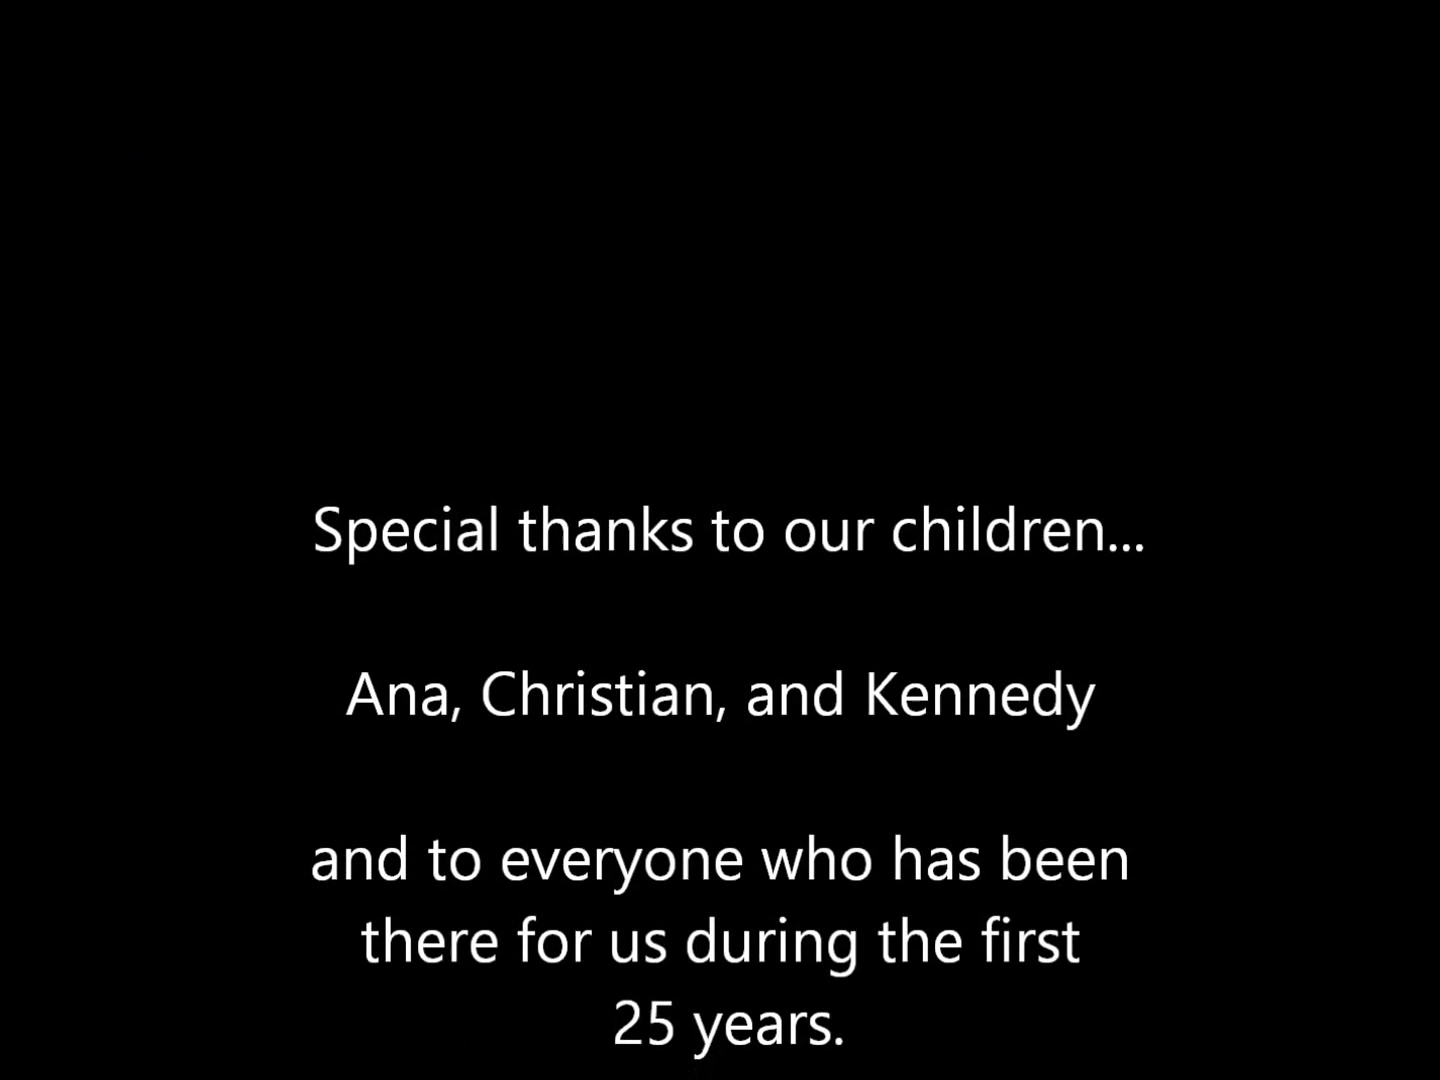 Special thanks to our children...
Ana, Christian, and Kennedy
and to everyone who has been
there for us during the first
25 years.